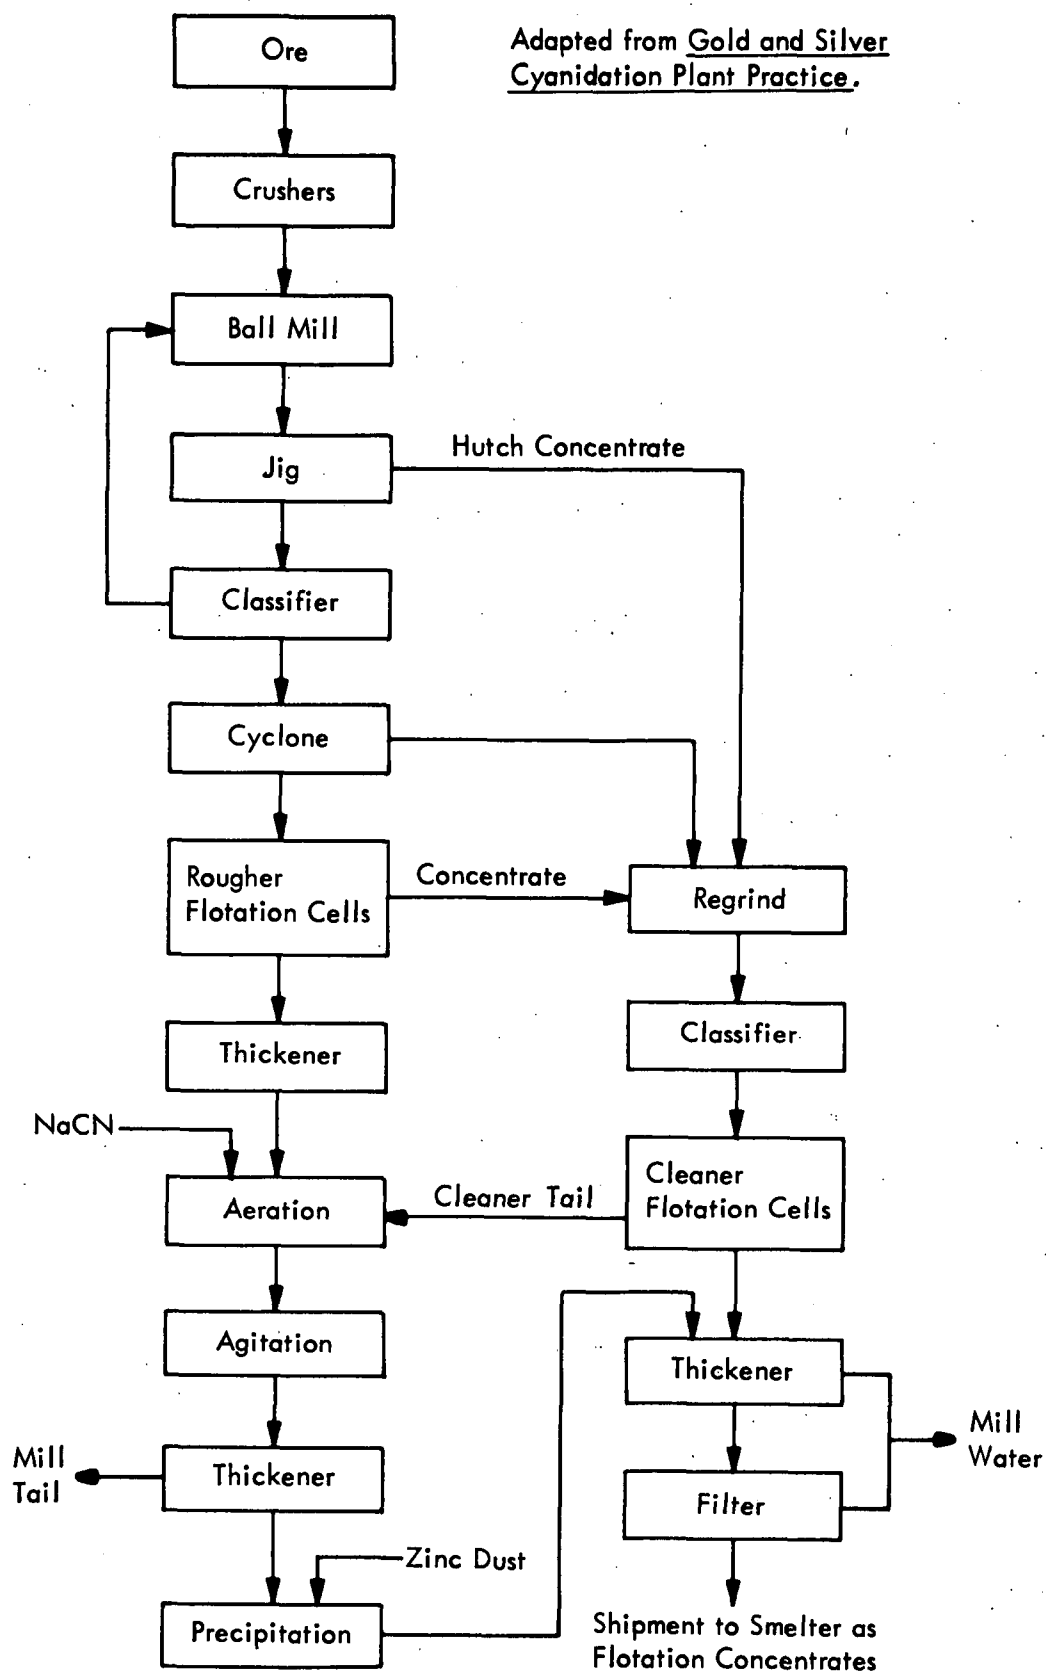 Ore
Adapted from Gold and Silver
Cyanidation Plant Practice.
Crushers
Ball Mill
Jig
Hutch Concentrate
Classifier
Cyclone
Rougher
Flotation Cells
Concentrate
Regrind
Thickener
Classifier
NaCN
Aeration
Cleaner Tail
Cleaner
Flotation Cells
Agitation
Thickener
Mill
Water
Mill
Tail
Thickener
Filter
Zinc Dust
Precipitation
Shipment to Smelter as
Flotation Concentrates